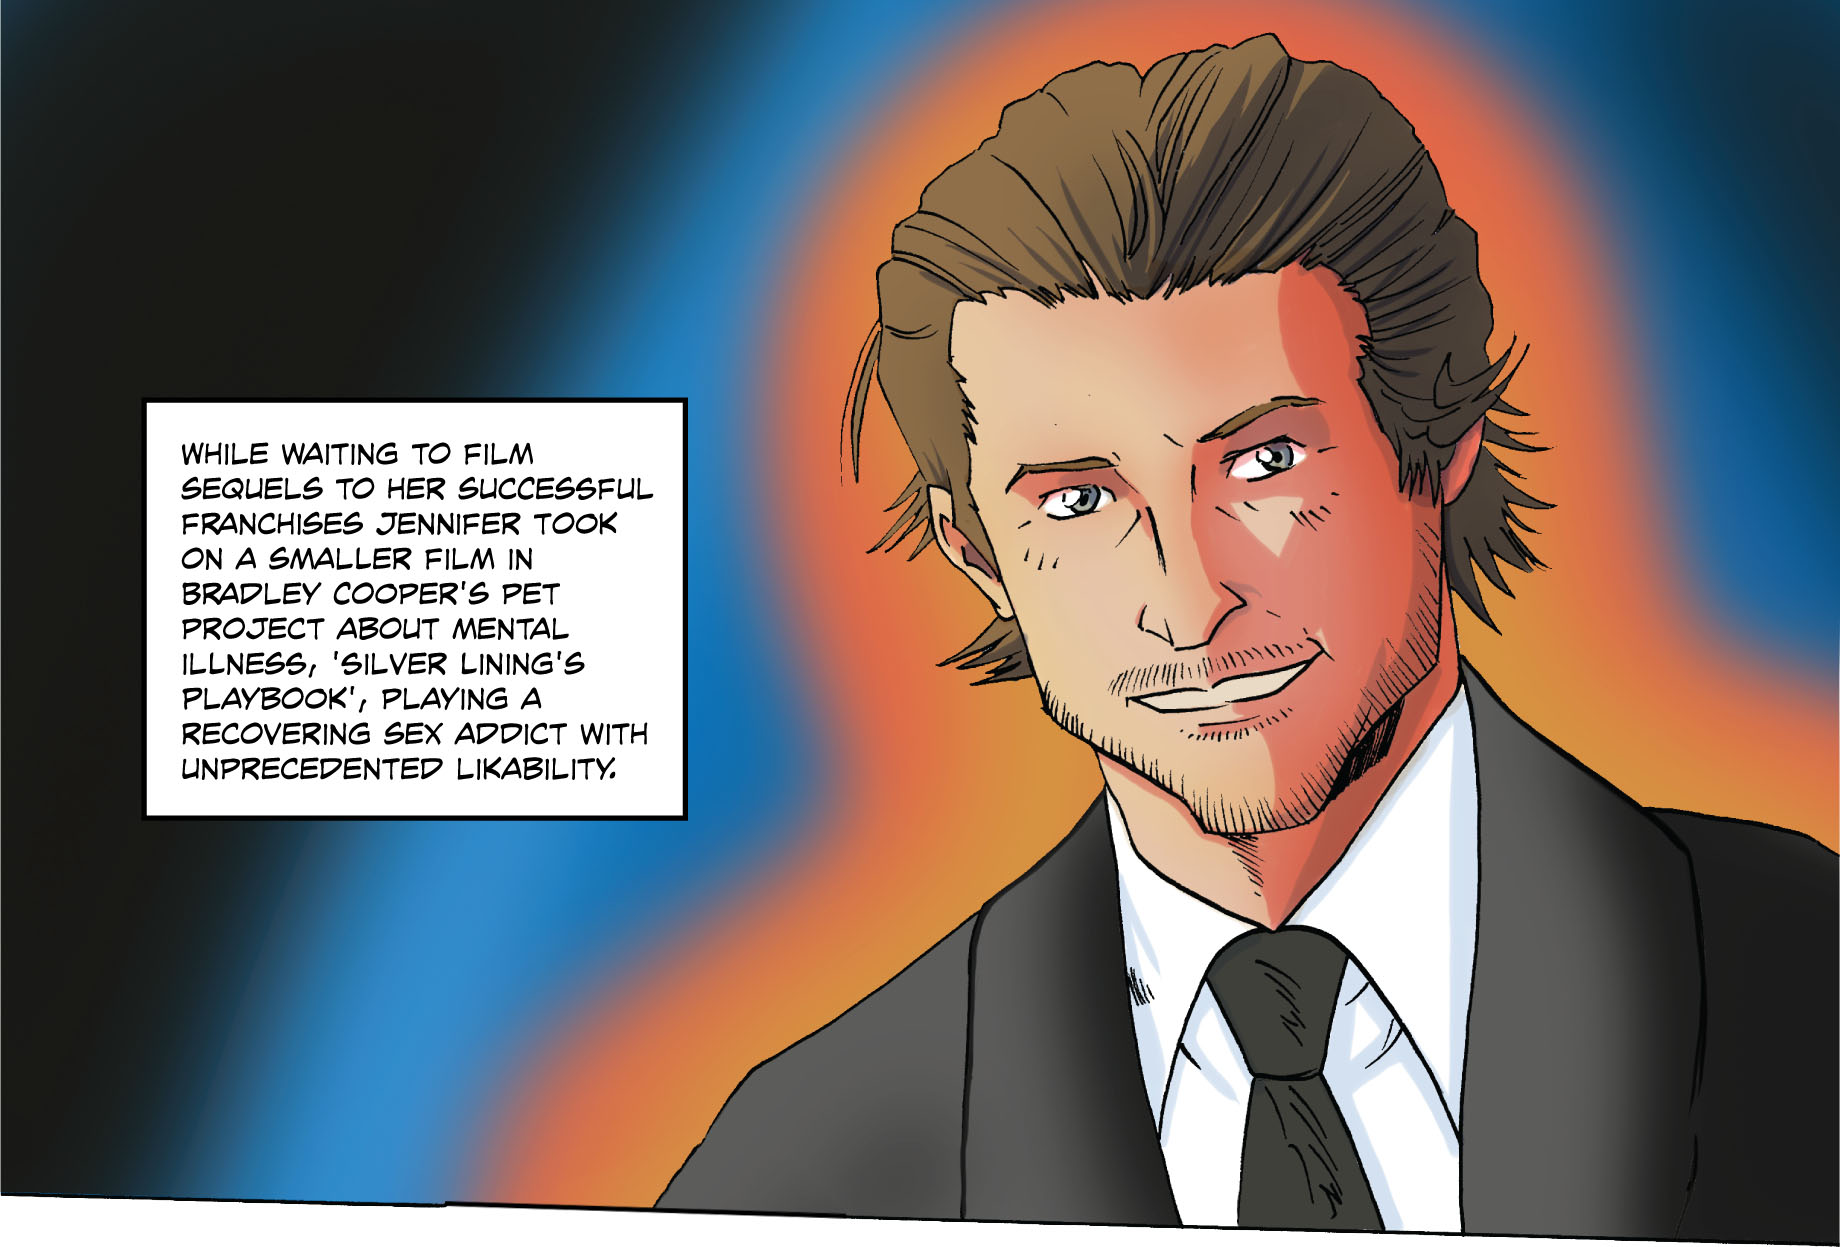 WHILE WAITING TO FILM
SEQUELS TO HER SUCCESSFUL
FRANCHISES JENNIFER TOOK
ON A SMALLER FILM IN
BRADLEY COOPER'S PET
PROJECT ABOUT MENTAL
ILLNESS, 'SILVER LINING'S
PLAYBOOK', PLAYING A
RECOVERING SEX ADDICT WITH
UNPRECEDENTED LIKABILITY.